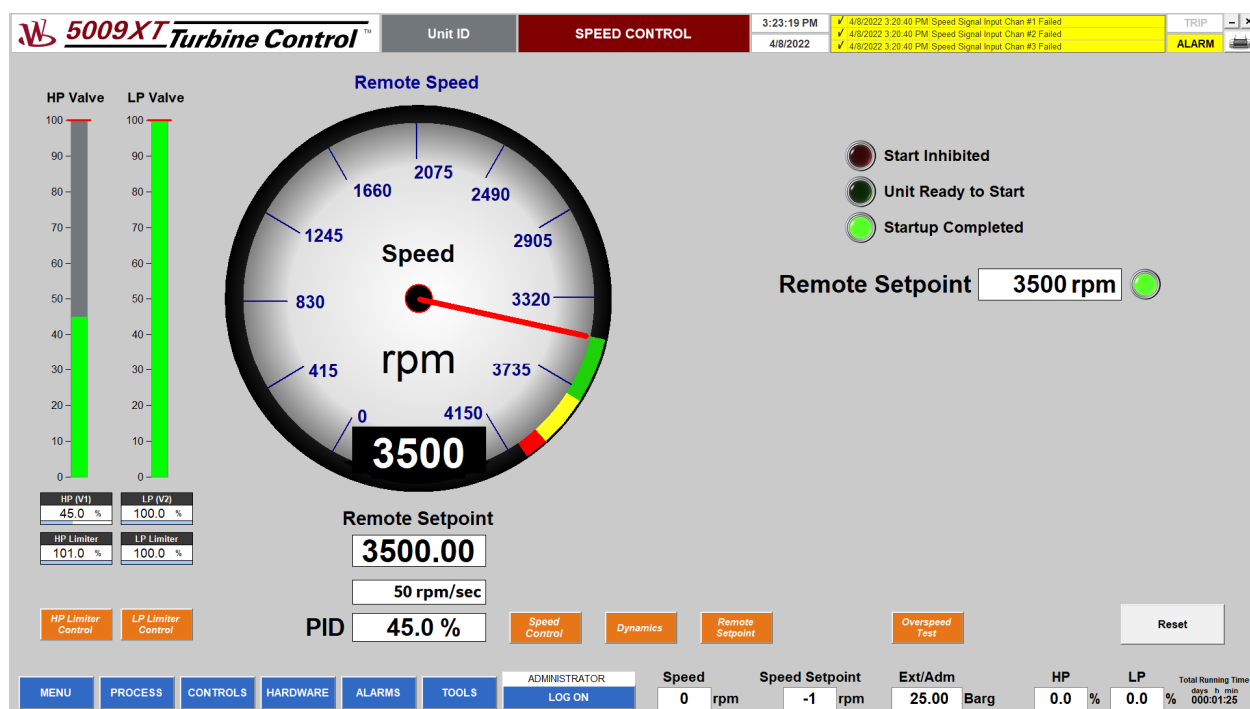 5009XT Turbine Control ™
Unit ID
SPEED CONTROL
3:23:19 PM
4/8/2022
4/8/2022 3:20:40 PM Speed Signal Input Chan #1 Failed
4/8/2022 3:20:40 PM Speed Signal Input Chan #2 Failed
4/8/2022 3:20:40 PM Speed Signal Input Chan #3 Failed
TRIP
ALARM
HP Valve
LP Valve
100
90
80
70
60
50
40
30
20
10
0
100
90
80
70
60
50
40
30
20
10
0
HP (V1)
45.0 %
LP (V2)
100.0 %
HP Limiter
101.0 %
LP Limiter
100.0 %
HP Limiter
Control
LP Limiter
Control
Remote Speed
2075
1660
2490
1245
2905
Speed
830
3320
rpm
415
3735
0
4150
3500
Remote Setpoint
3500.00
50 rpm/sec
PID 45.0 %
Start Inhibited
Unit Ready to Start
Startup Completed
Remote Setpoint 3500 rpm
Speed
Control
Dynamics
Remote
Setpoint
Overspeed
Test
Reset
MENU
PROCESS
CONTROLS
HARDWARE
ALARMS
TOOLS
ADMINISTRATOR
LOG ON
Speed
0 rpm
Speed Setpoint
-1 rpm
Ext/Adm
25.00 Barg
HP
0.0 %
LP
0.0 %
Total Running Time
days h min
000:01:25